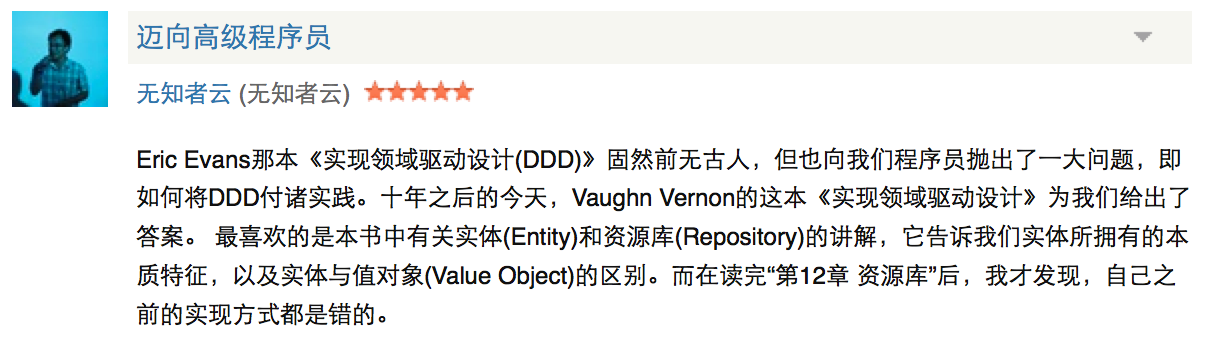 迈向高级程序员
无知者云 (无知者云)
Eric Evans那本《实现领域驱动设计(DDD)》固然前无古人，但也向我们程序员抛出了一大问题，即
如何将DDD付诸实践。十年之后的今天，Vaughn Vernon的这本《实现领域驱动设计》为我们给出了
答案。 最喜欢的是本书中有关实体(Entity)和资源库(Repository)的讲解，它告诉我们实体所拥有的本
质特征，以及实体与值对象(Value Object)的区别。而在读完“第12章 资源库”后，我才发现，自己之
前的实现方式都是错的。